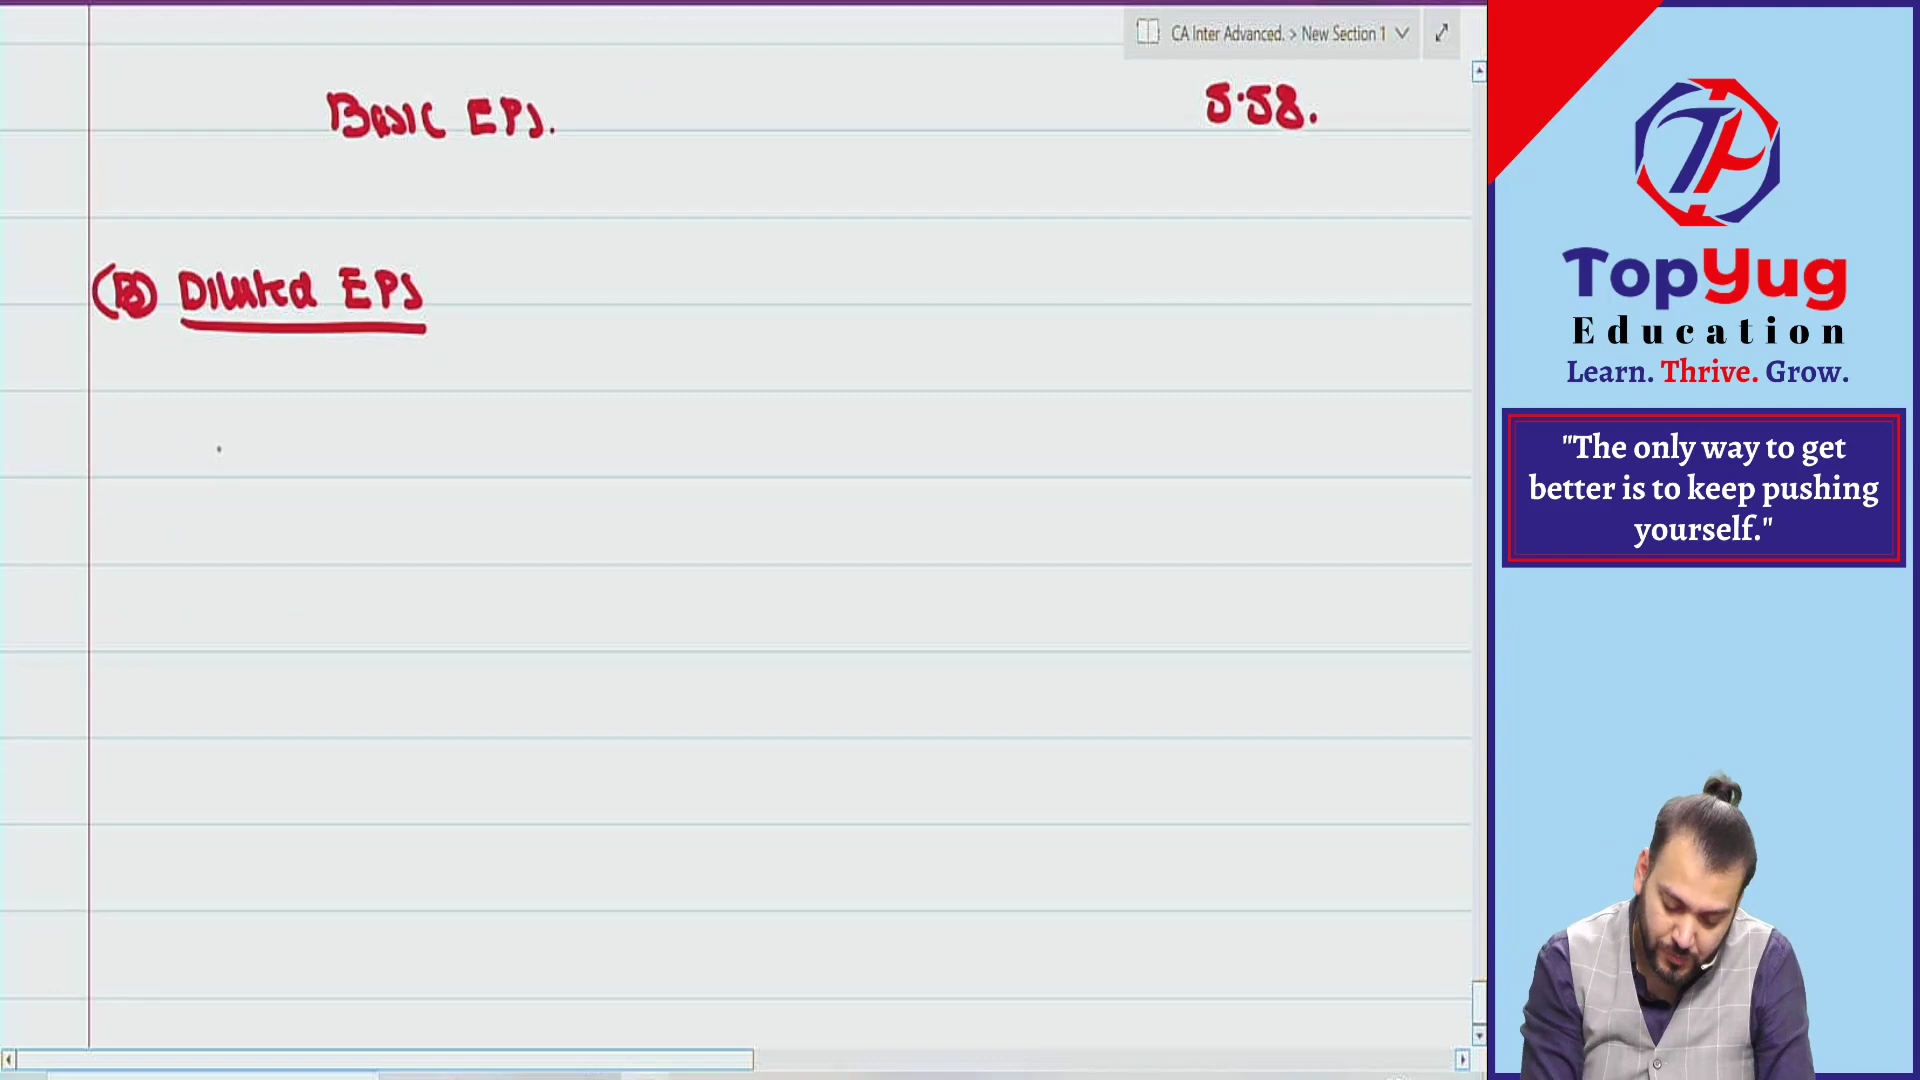 CA Inter Advanced. > New Section 1
Basic EPS. 5.58.
(B) Diluted EPS
TopYug
Education
Learn. Thrive. Grow.
"The only way to get
better is to keep pushing
yourself."